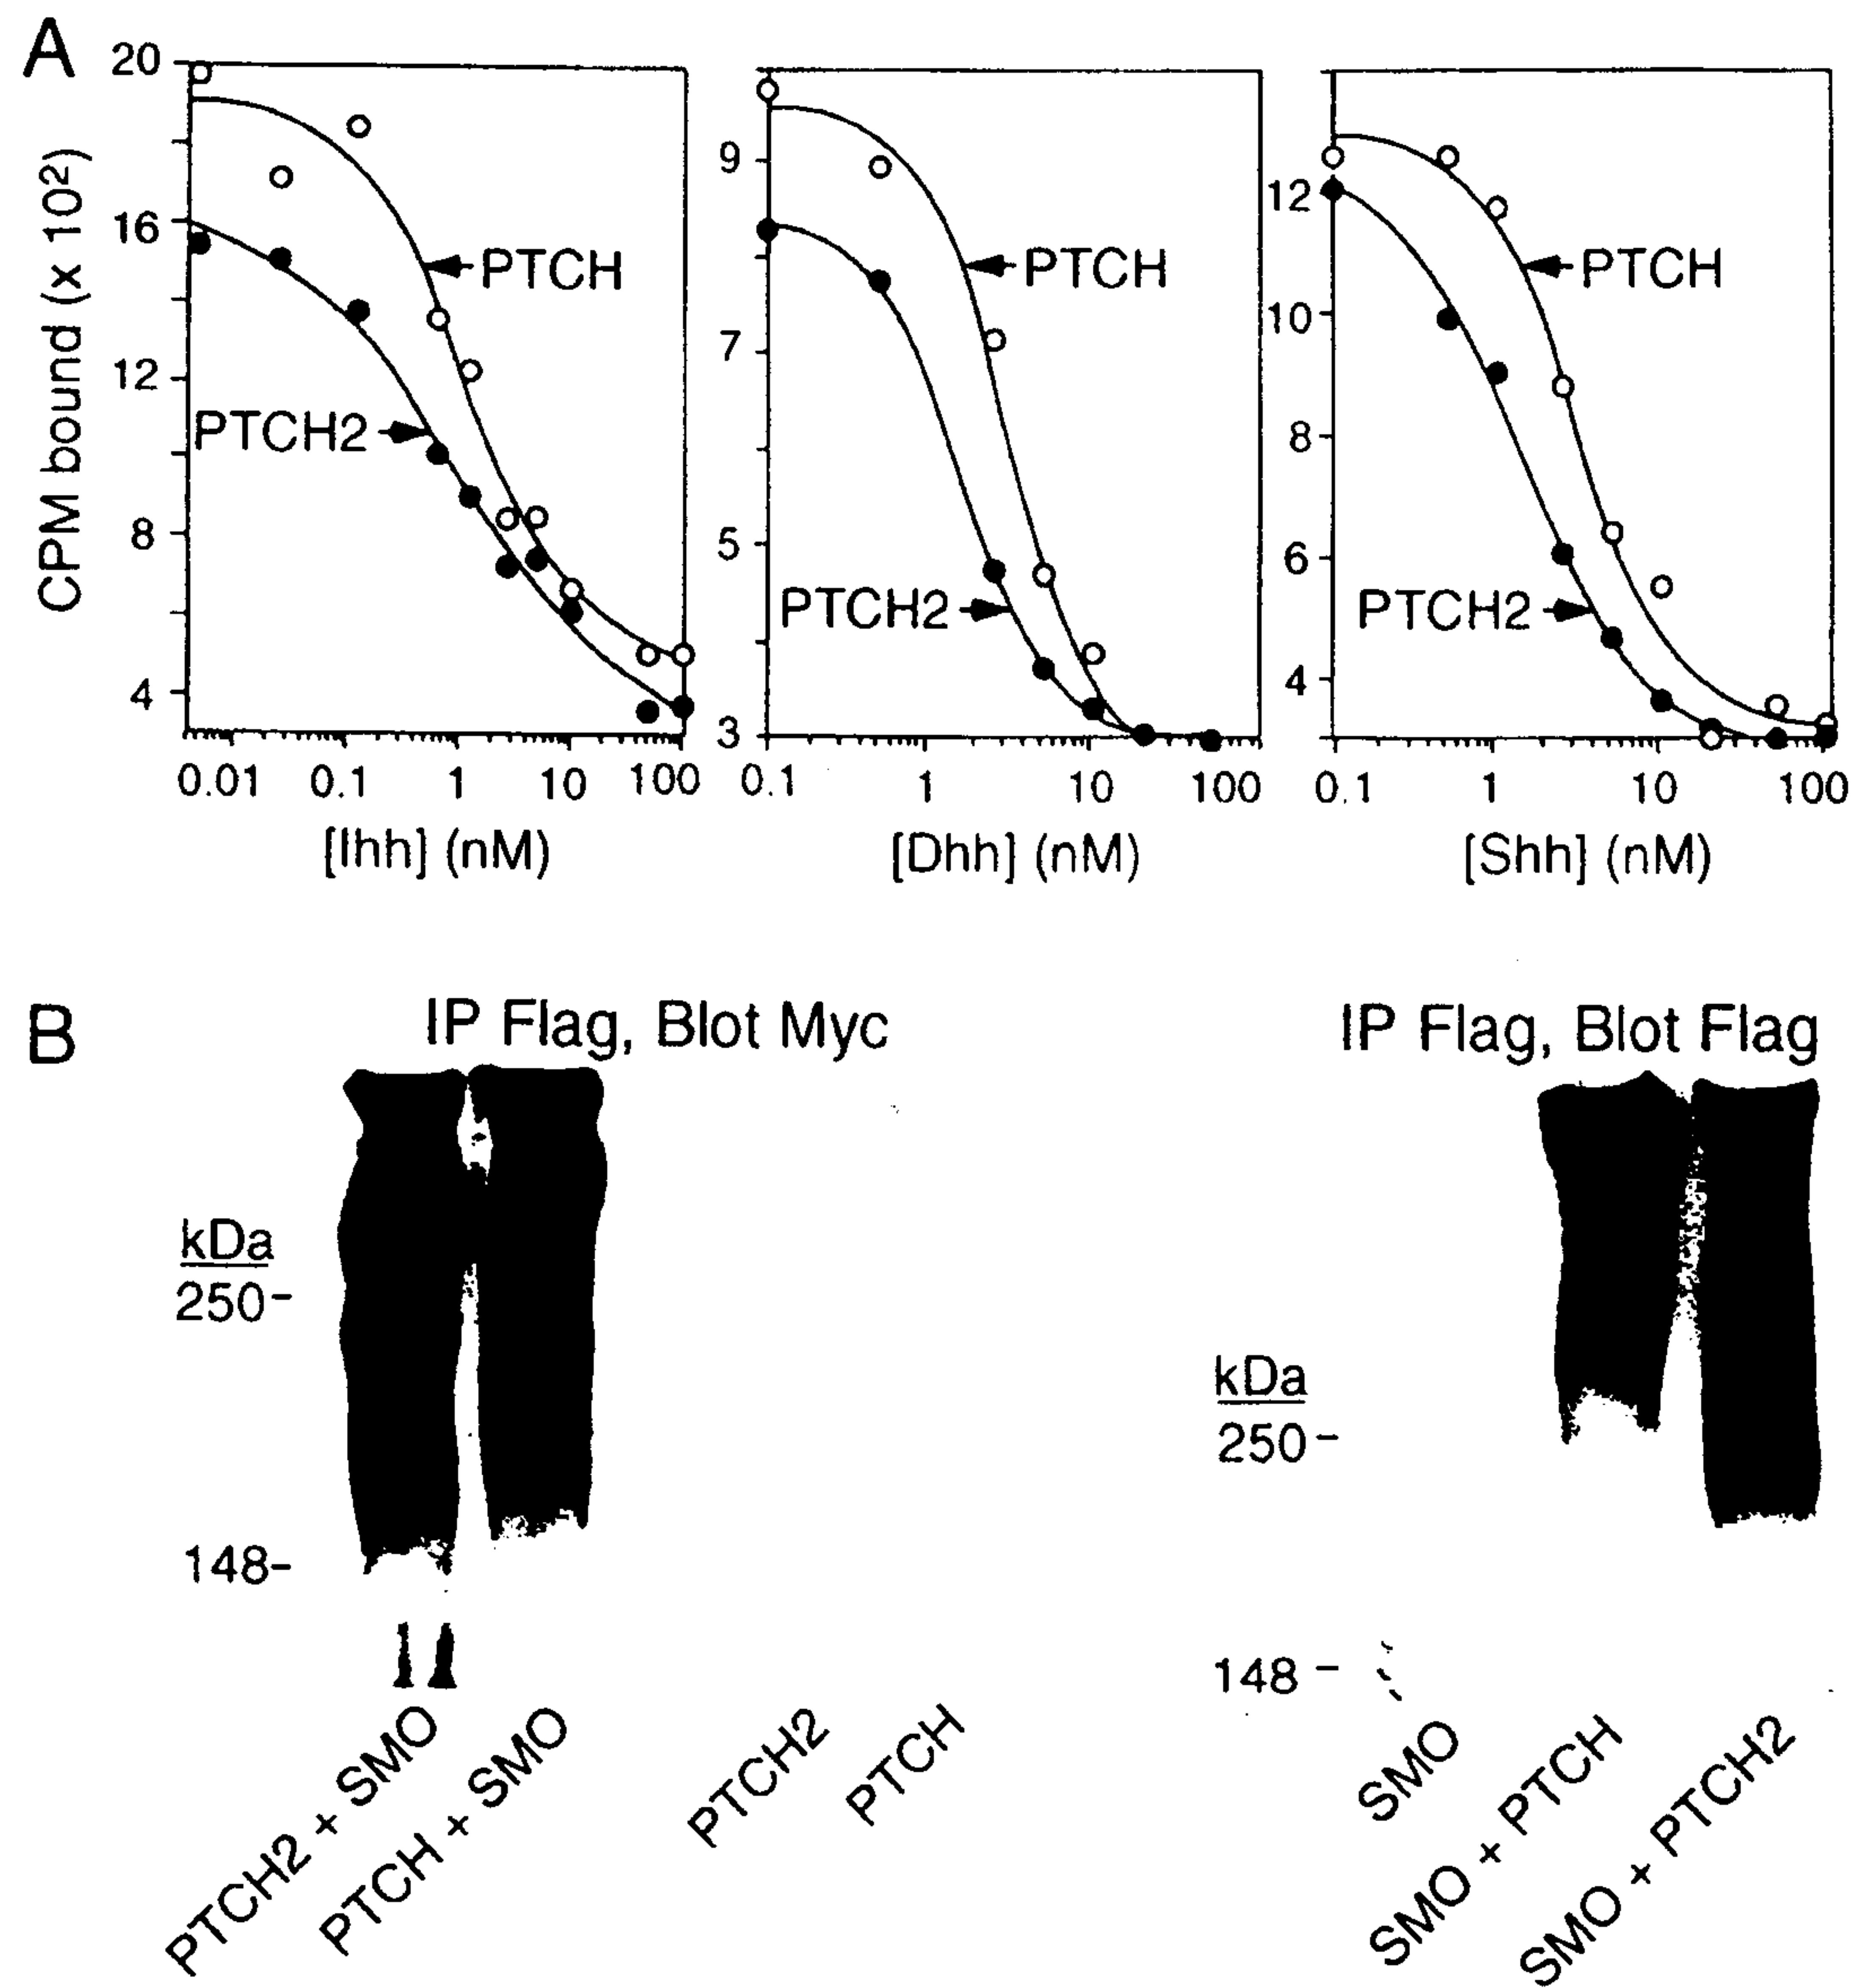 A
CPM bound (x 10²)
20
16
12
8
4
PTCH
PTCH2
0.01 0.1 1 10 100
[Ihh] (nM)
9
7
5
3
PTCH
PTCH2
0.1 1 10 100
[Dhh] (nM)
12
10
8
6
4
PTCH
PTCH2
0.1 1 10 100
[Shh] (nM)
B
IP Flag, Blot Myc
kDa
250-
148-
PTCH2 + SMO
PTCH + SMO
PTCH2
PTCH
IP Flag, Blot Flag
kDa
250-
148-
SMO
SMO + PTCH
SMO + PTCH2